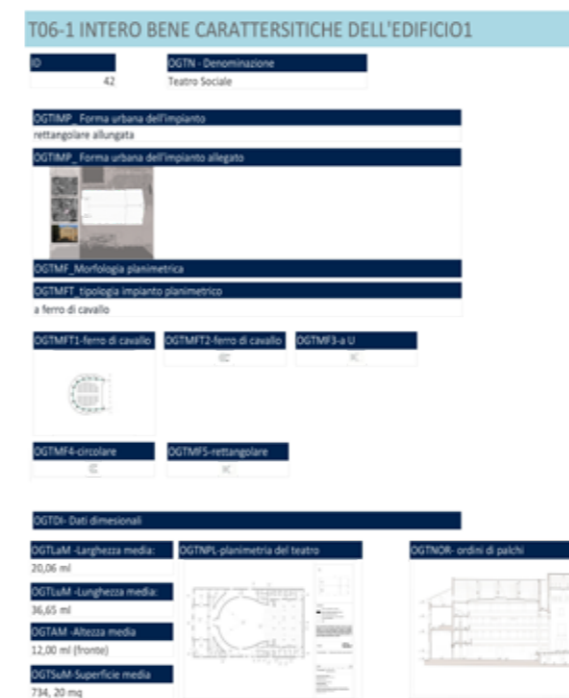 T06-1 INTERO BENE CARATTERSITICHE DELL'EDIFICIO1
ID
OGTN - Denominazione
42
Teatro Sociale
OGTIMP_ Forma urbana dell'impianto
rettangolare allungata
OGTIMP_ Forma urbana dell'impianto allegato
OGTMF_Morfologia planimetrica
OGTMFT_tipologia impianto planimetrico
a ferro di cavallo
OGTMFT1-ferro di cavallo
OGTMFT2-ferro di cavallo
OGTMF3-a U
OGTMF4-circolare
OGTMF5-rettangolare
OGTDI- Dati dimesionali
OGTLaM -Larghezza media:
OGTNPL-planimetria del teatro
OGTNOR- ordini di palchi
20,06 ml
OGTLuM -Lunghezza media:
36,65 ml
OGTAM -Altezza media
12,00 ml (fronte)
OGTSuM-Superficie media
734, 20 mq